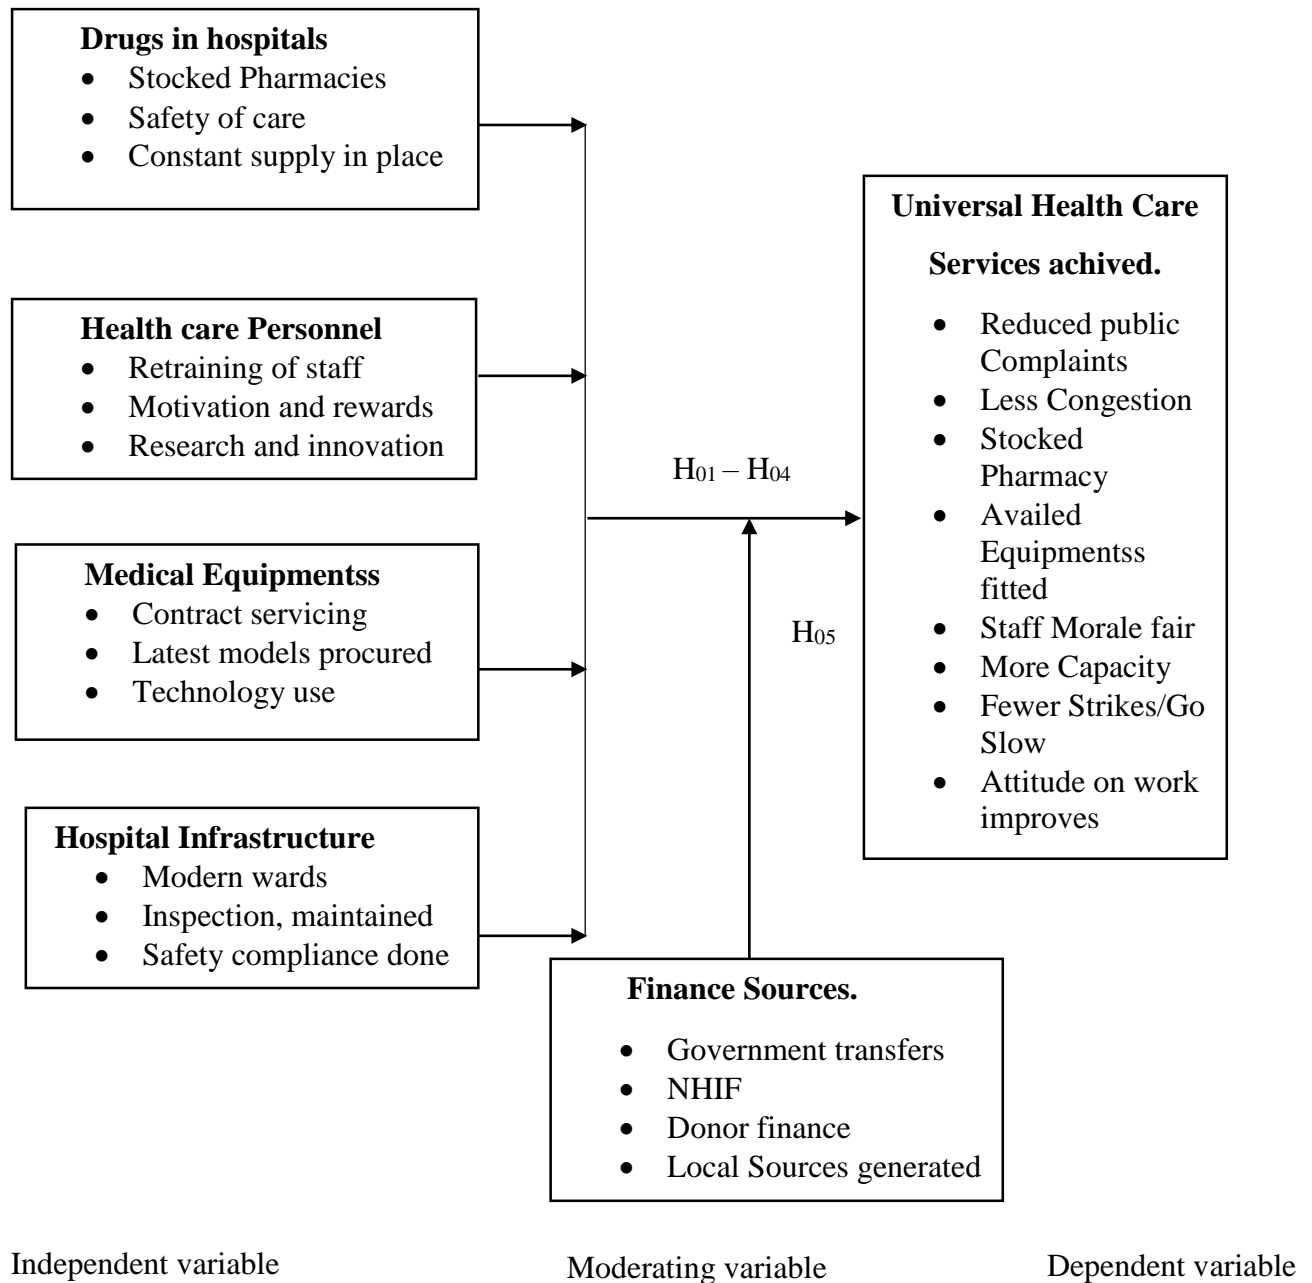 Drugs in hospitals
• Stocked Pharmacies
• Safety of care
• Constant supply in place
Health care Personnel
• Retraining of staff
• Motivation and rewards
• Research and innovation
Medical Equipmentss
• Contract servicing
• Latest models procured
• Technology use
Hospital Infrastructure
• Modern wards
• Inspection, maintained
• Safety compliance done
H01 – H04
H05
Universal Health Care
Services achived.
• Reduced public
Complaints
• Less Congestion
• Stocked
Pharmacy
• Availed
Equipmentss
fitted
• Staff Morale fair
• More Capacity
• Fewer Strikes/Go
Slow
• Attitude on work
improves
Finance Sources.
• Government transfers
• NHIF
• Donor finance
• Local Sources generated
Independent variable
Moderating variable
Dependent variable